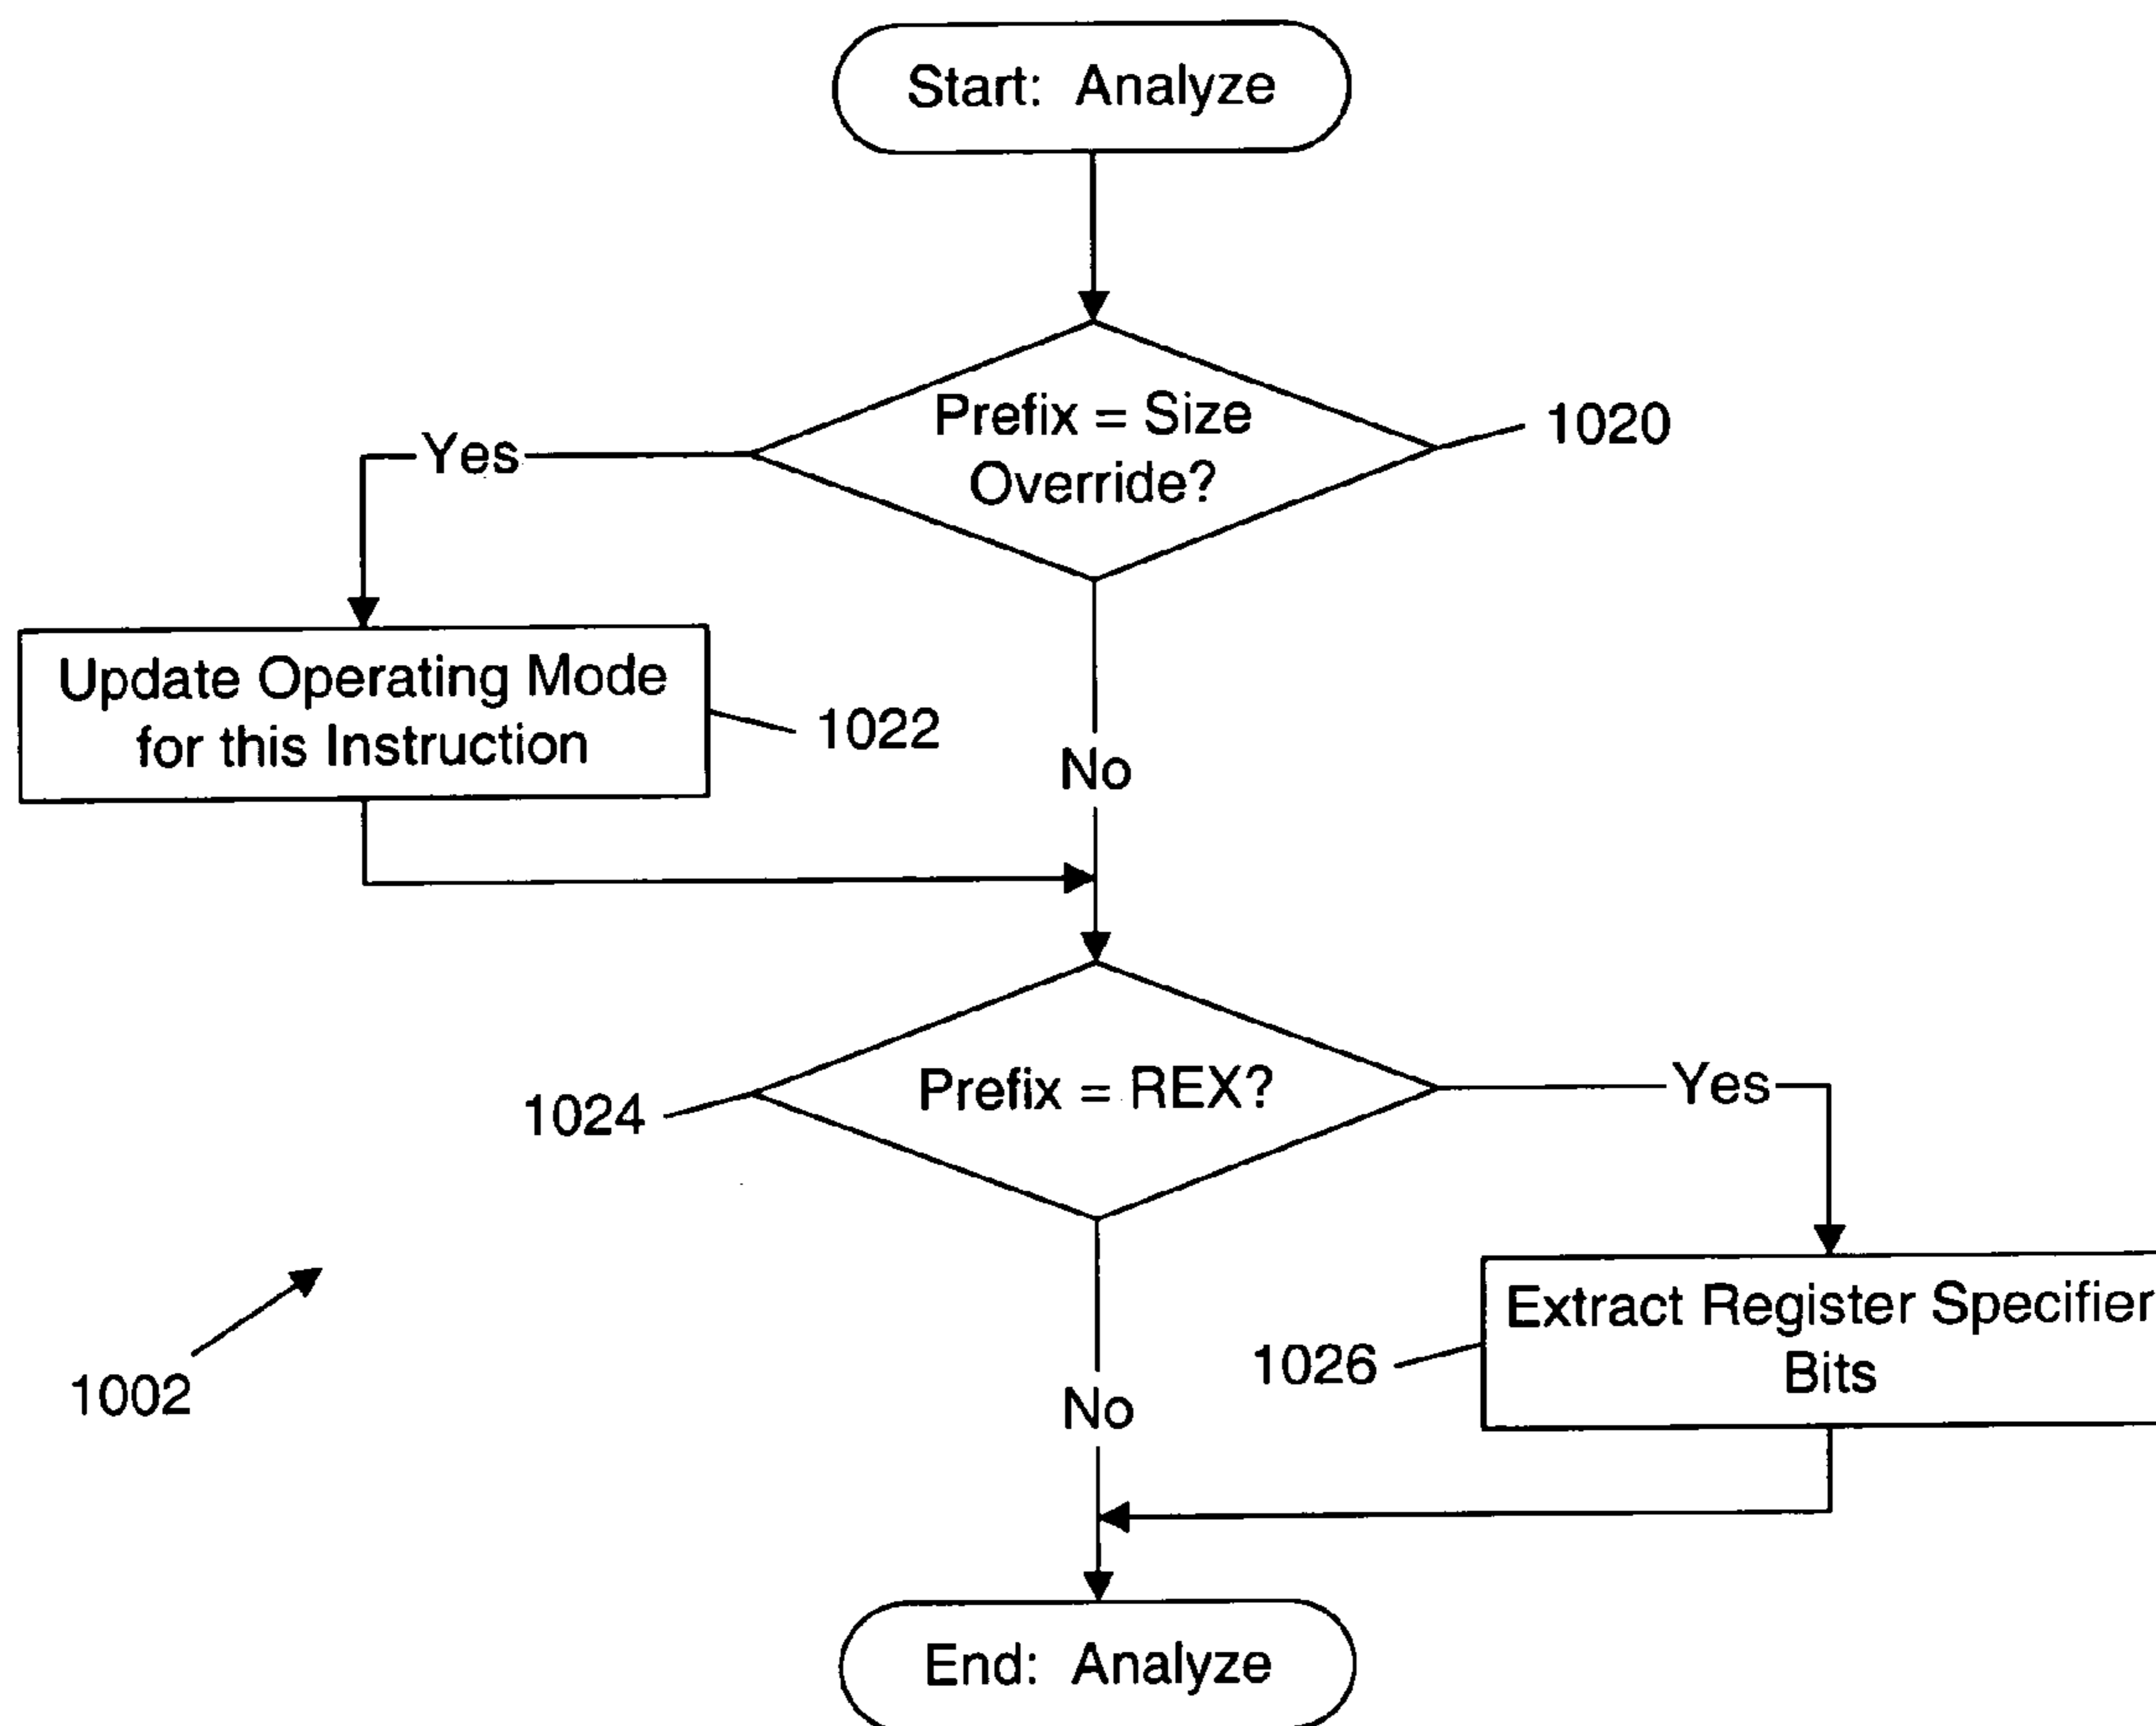 Start: Analyze
Prefix = Size
Override?
1020
Yes
Update Operating Mode
for this Instruction
1022
No
Prefix = REX?
1024
Yes
Extract Register Specifier
Bits
1026
1002
No
End: Analyze